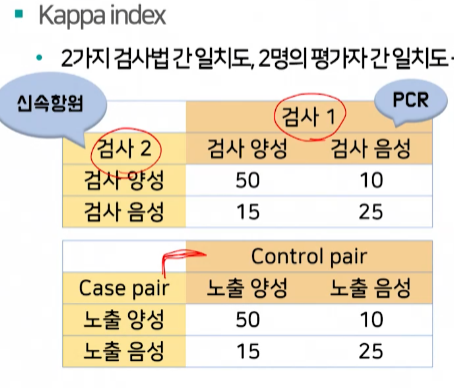 Kappa index
2가지 검사법 간 일치도, 2명의 평가자 간 일치도
신속항원
PCR
검사 1
검사 2 검사 양성 검사 음성
검사 양성 50 10
검사 음성 15 25
Control pair
Case pair 노출 양성 노출 음성
노출 양성 50 10
노출 음성 15 25